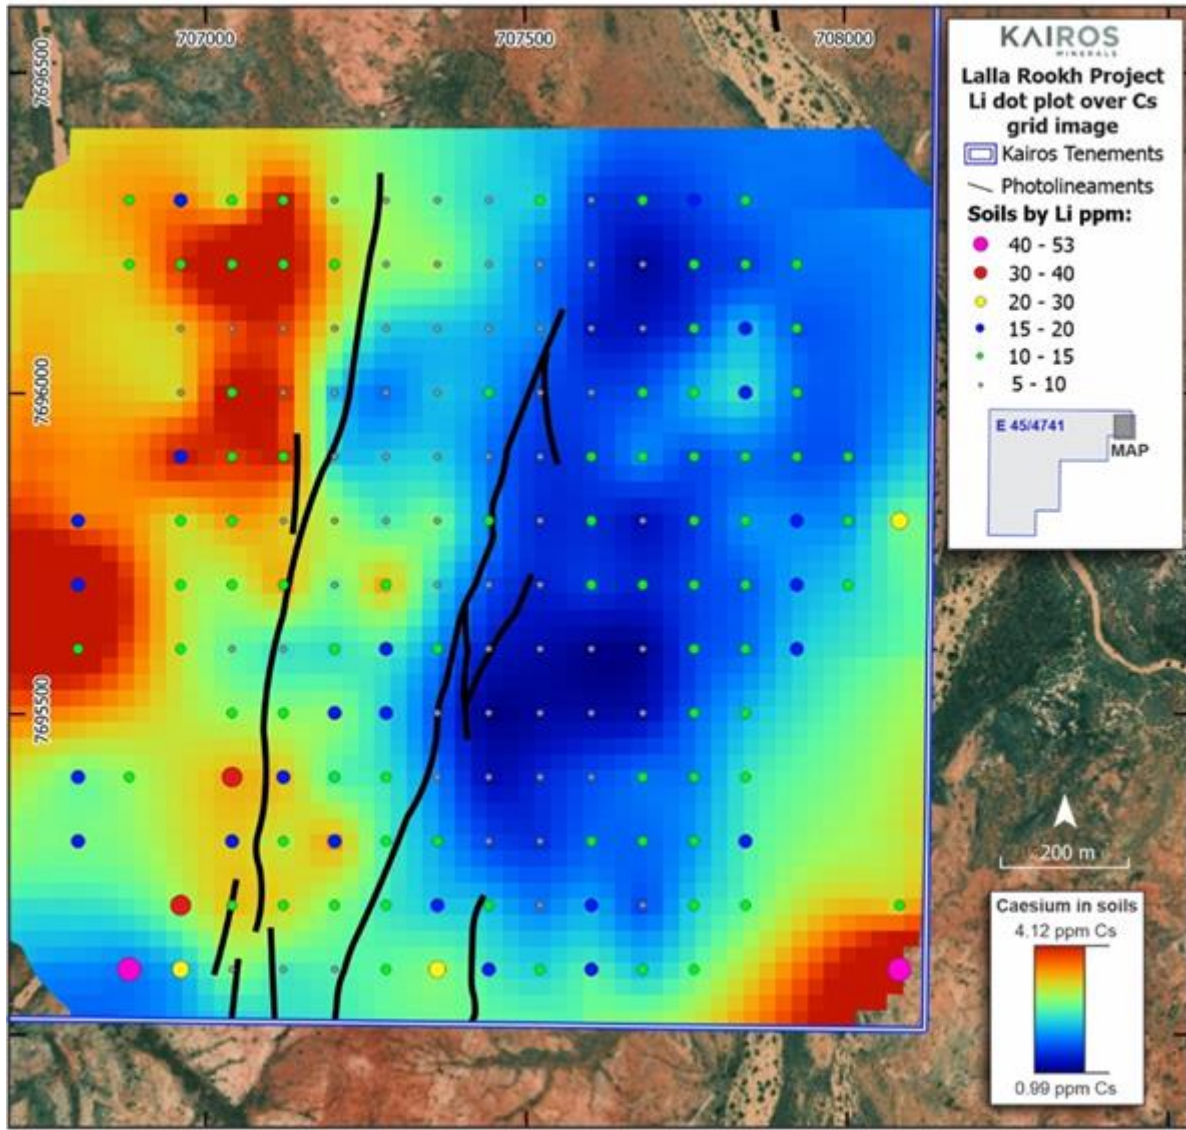 707000
707500
708000
7696500
7696000
7695500
KAIROS
MINERALS
Lalla Rookh Project
Li dot plot over Cs
grid image
Kairos Tenements
Photolineaments
Soils by Li ppm:
40 - 53
30 - 40
20 - 30
15 - 20
10 - 15
5 - 10
E 45/4741
MAP
200 m
Caesium in soils
4.12 ppm Cs
0.99 ppm Cs